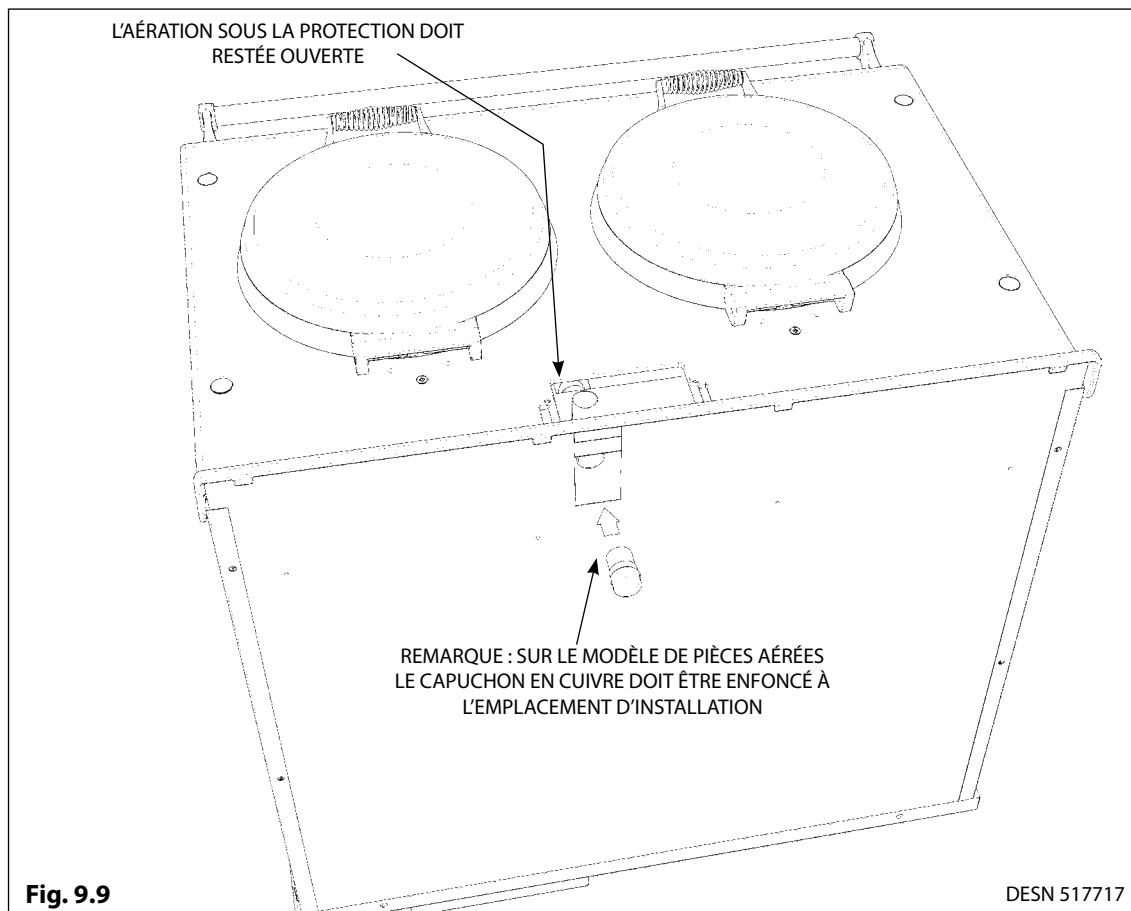 L'AÉRATION SOUS LA PROTECTION DOIT
RESTÉE OUVERTE
REMARQUE : SUR LE MODÈLE DE PIÈCES AÉRÉES
LE CAPUCHON EN CUIVRE DOIT ÊTRE ENFONCÉ À
L'EMPLACEMENT D'INSTALLATION
Fig. 9.9
DESN 517717